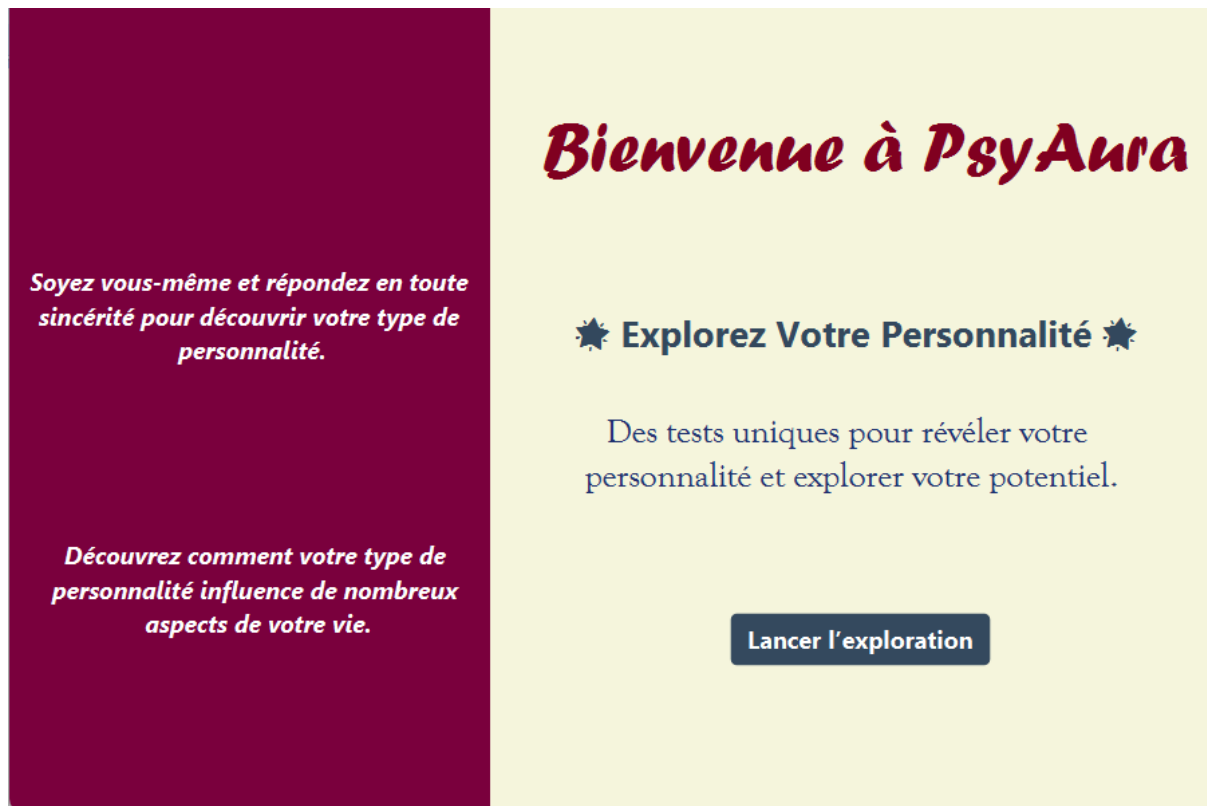 Soyez vous-même et répondez en toute
sincérité pour découvrir votre type de
personnalité.
Découvrez comment votre type de
personnalité influence de nombreux
aspects de votre vie.
Bienvenue à PsyAura
Explorez Votre Personnalité
Des tests uniques pour révéler votre
personnalité et explorer votre potentiel.
Lancer l’exploration